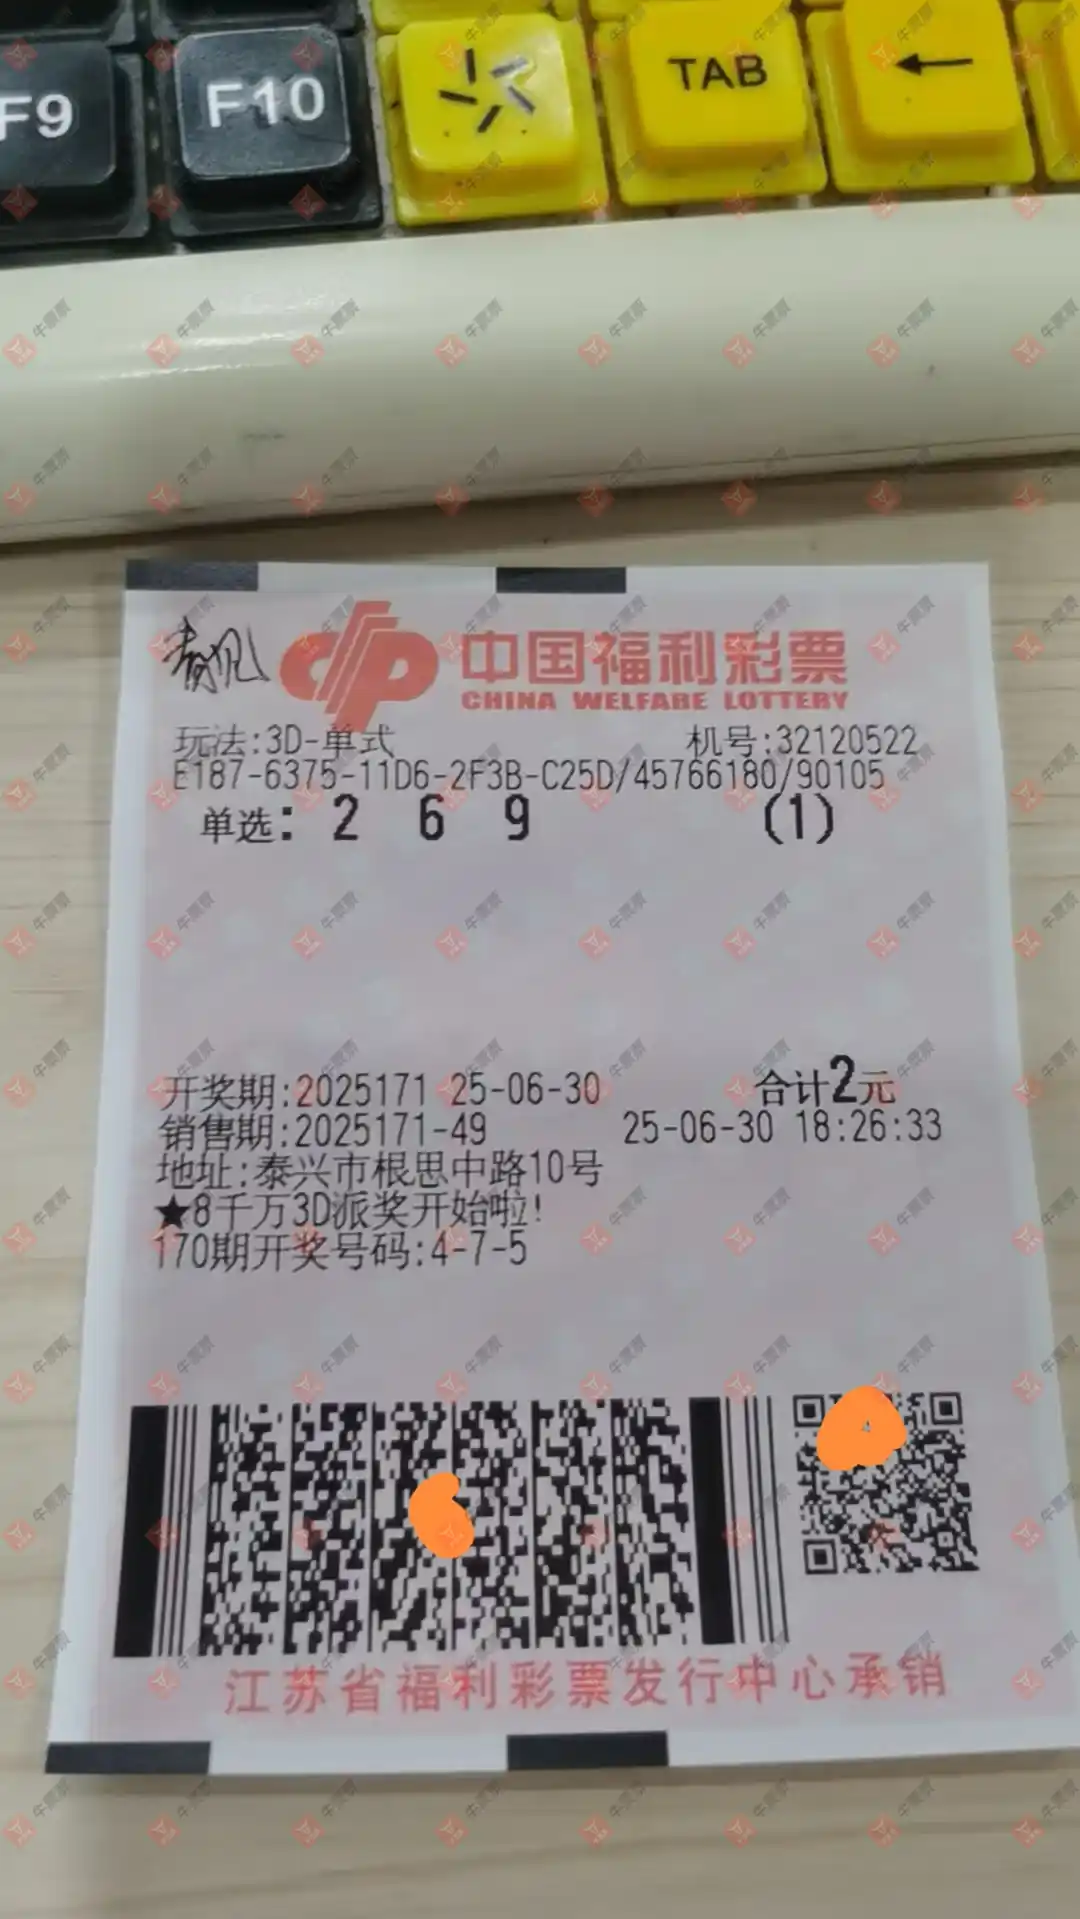 F9
F10
TAB
青见
中国福利彩票
CHINA WELFARE LOTTERY
玩法:3D-单式 机号:32120522
E187-6375-11D6-2F3B-C25D/45766180/90105
单选: 2 6 9 (1)
开奖期:2025171 25-06-30 合计2元
销售期:2025171-49 25-06-30 18:26:33
地址:泰兴市根思中路10号
★8千万3D派奖开始啦!
170期开奖号码:4-7-5
江苏省福利彩票发行中心承销
牛票票